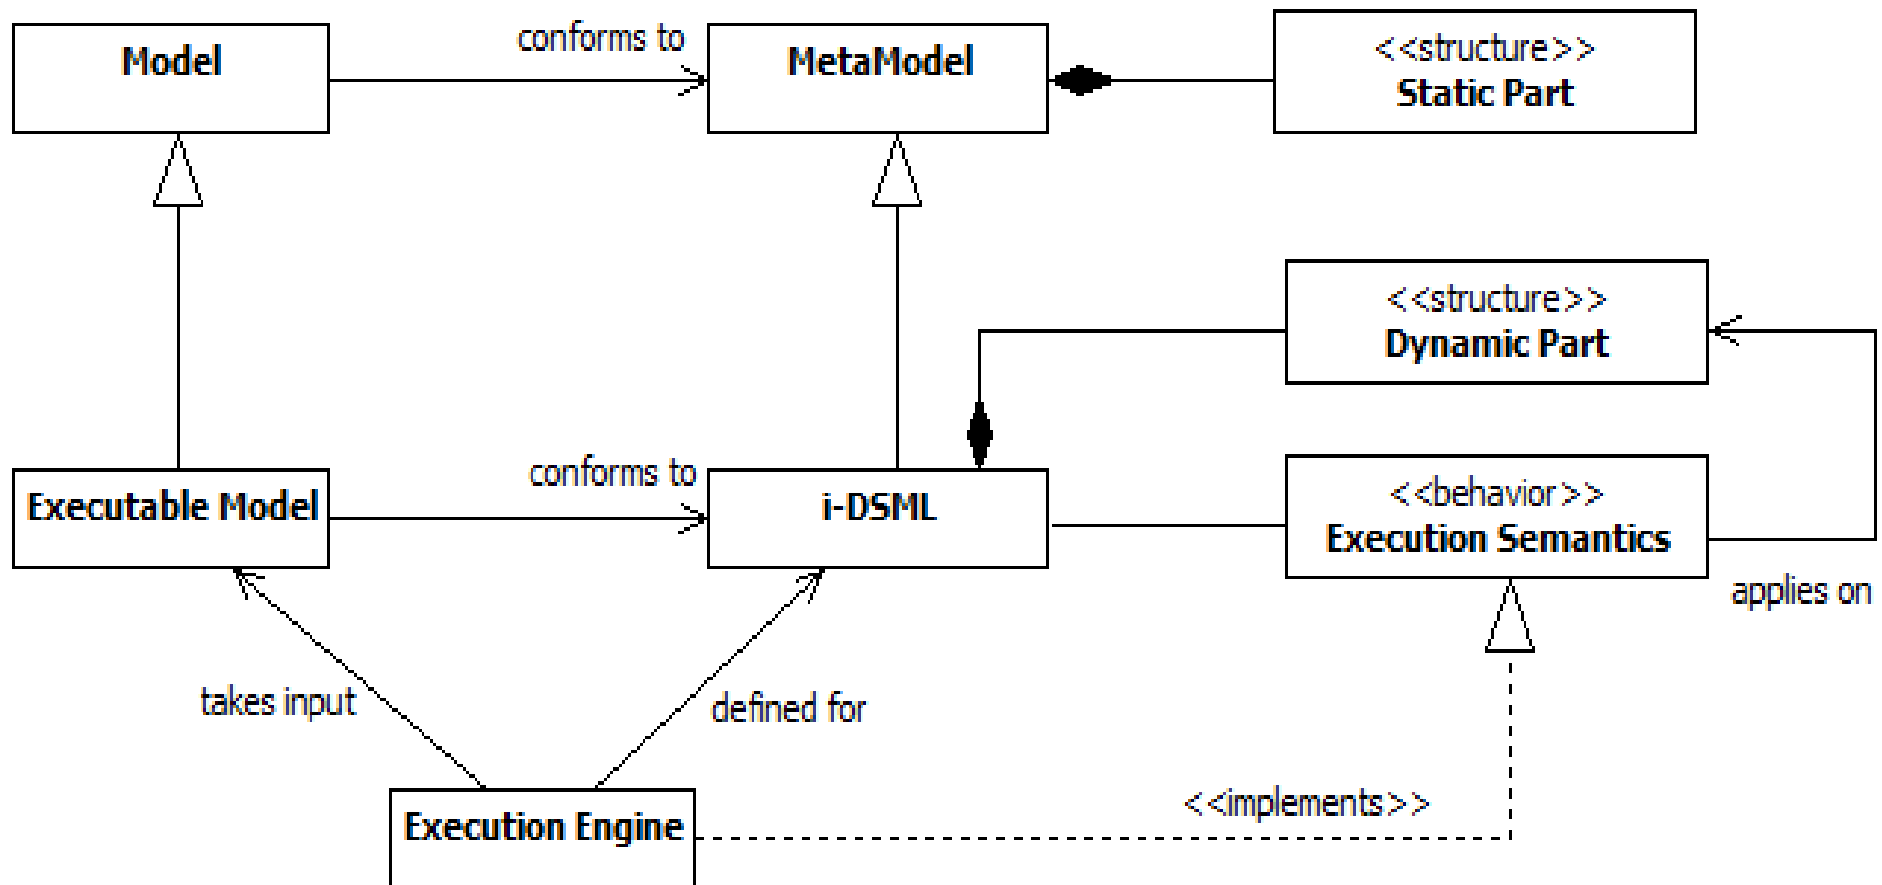 Model
conforms to
MetaModel
<<structure>>
Static Part
<<structure>>
Dynamic Part
Executable Model
conforms to
i-DSML
<<behavior>>
Execution Semantics
applies on
takes input
defined for
<<implements>>
Execution Engine